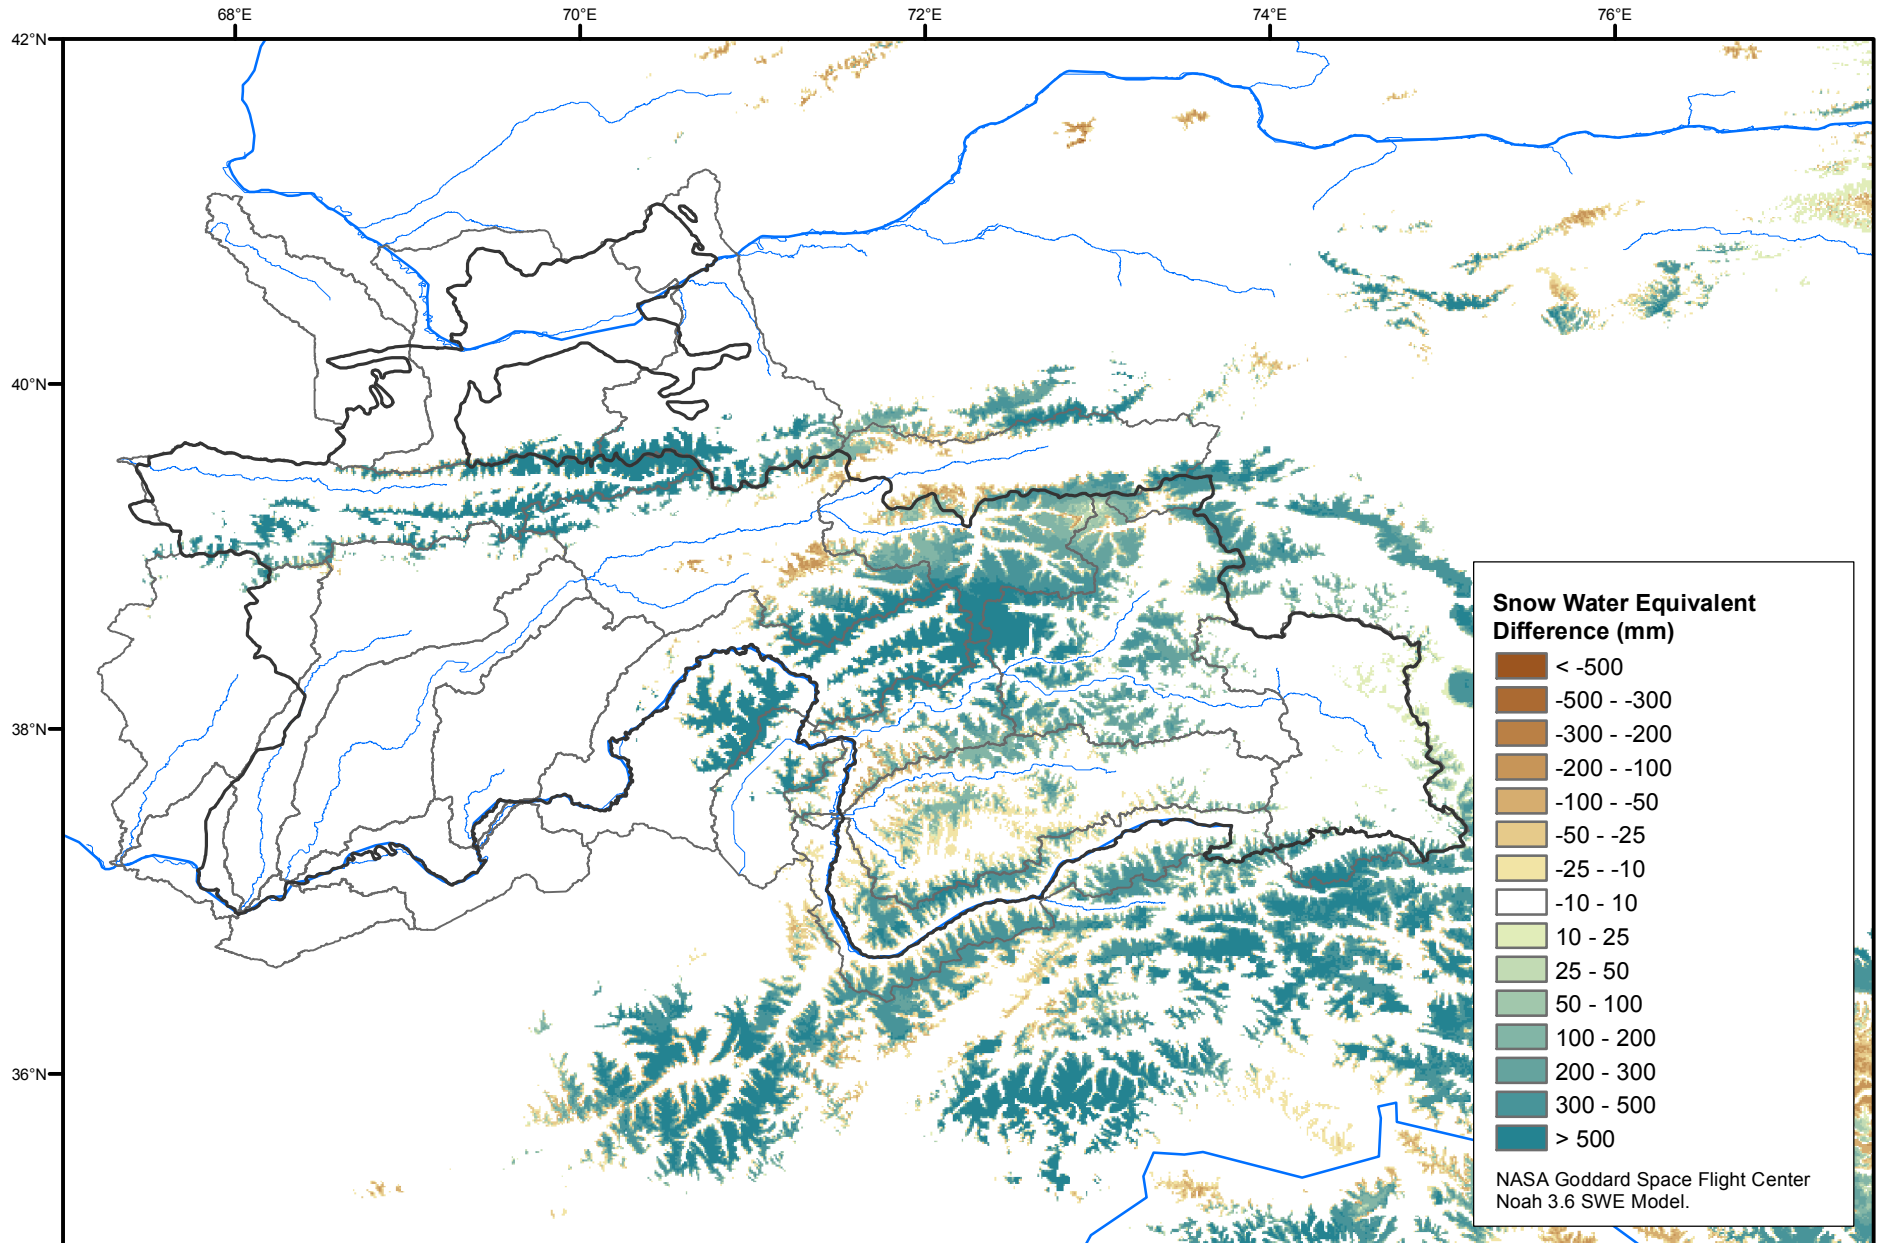 68°E 70°E 72°E 74°E 76°E
42°N
40°N
38°N
36°N
Snow Water Equivalent
Difference (mm)
< -500
-500 - -300
-300 - -200
-200 - -100
-100 - -50
-50 - -25
-25 - -10
-10 - 10
10 - 25
25 - 50
50 - 100
100 - 200
200 - 300
300 - 500
> 500
NASA Goddard Space Flight Center
Noah 3.6 SWE Model.